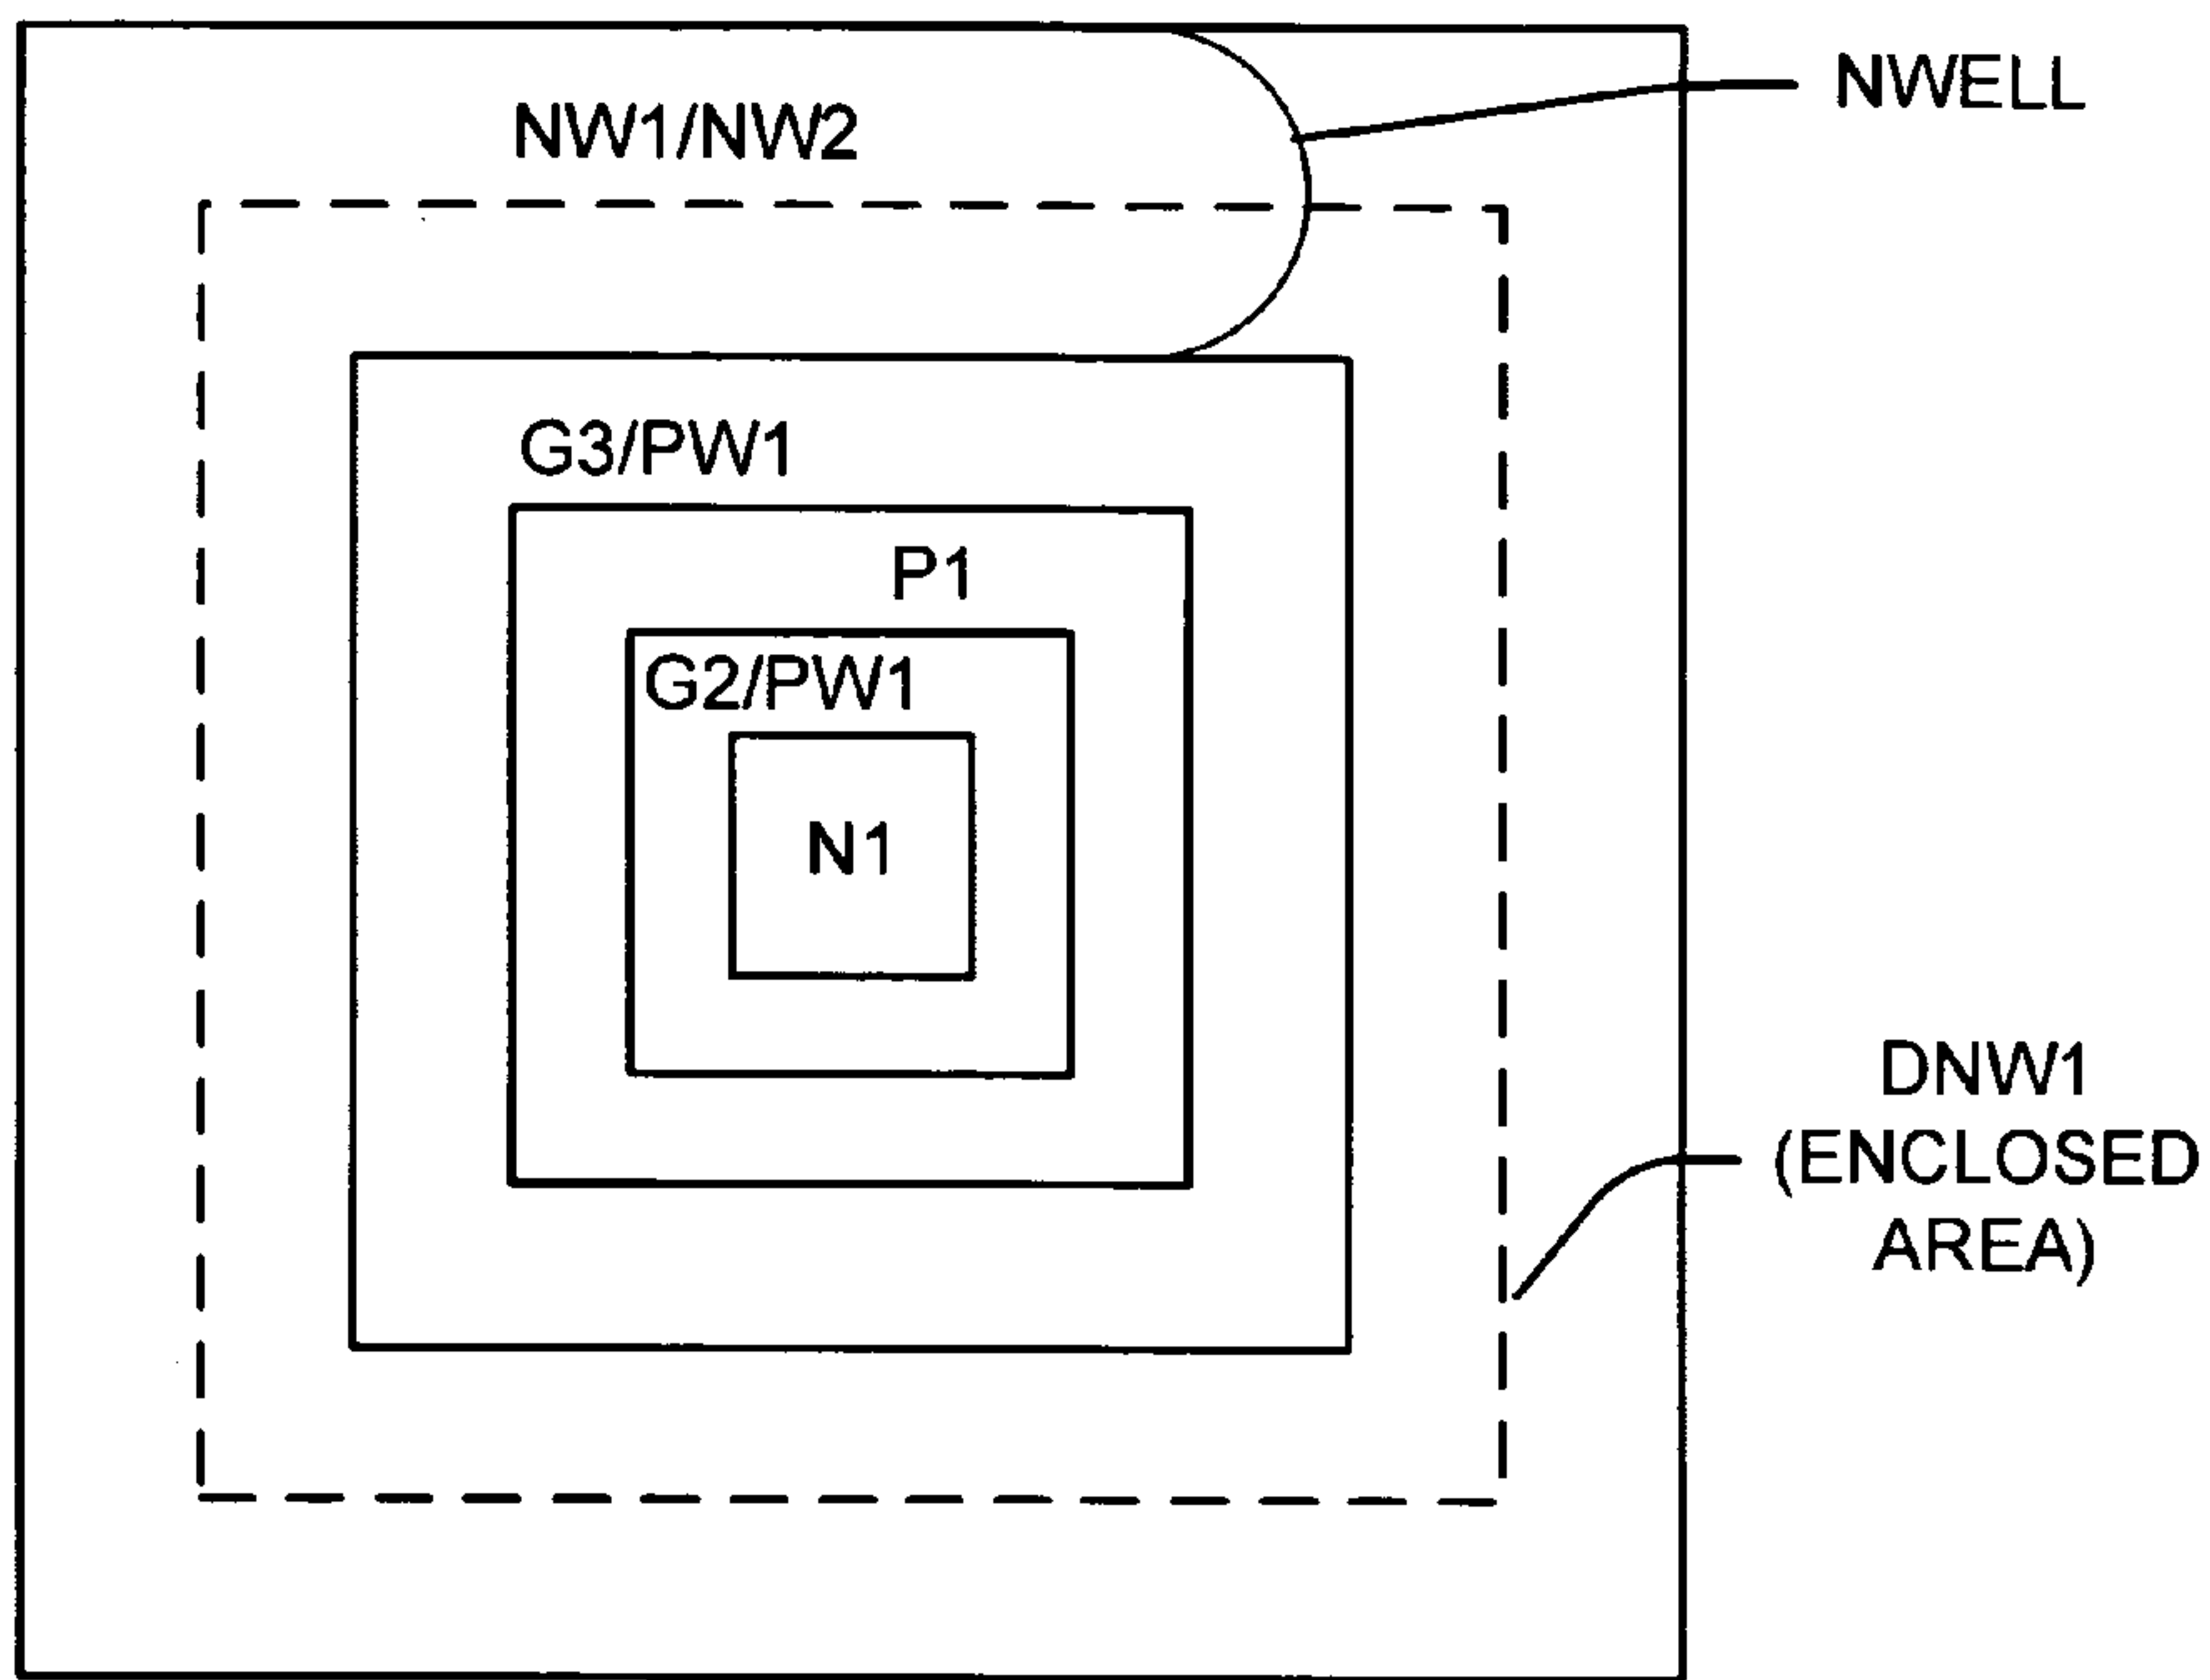 NWELL
NW1/NW2
G3/PW1
P1
G2/PW1
N1
DNW1
(ENCLOSED
AREA)